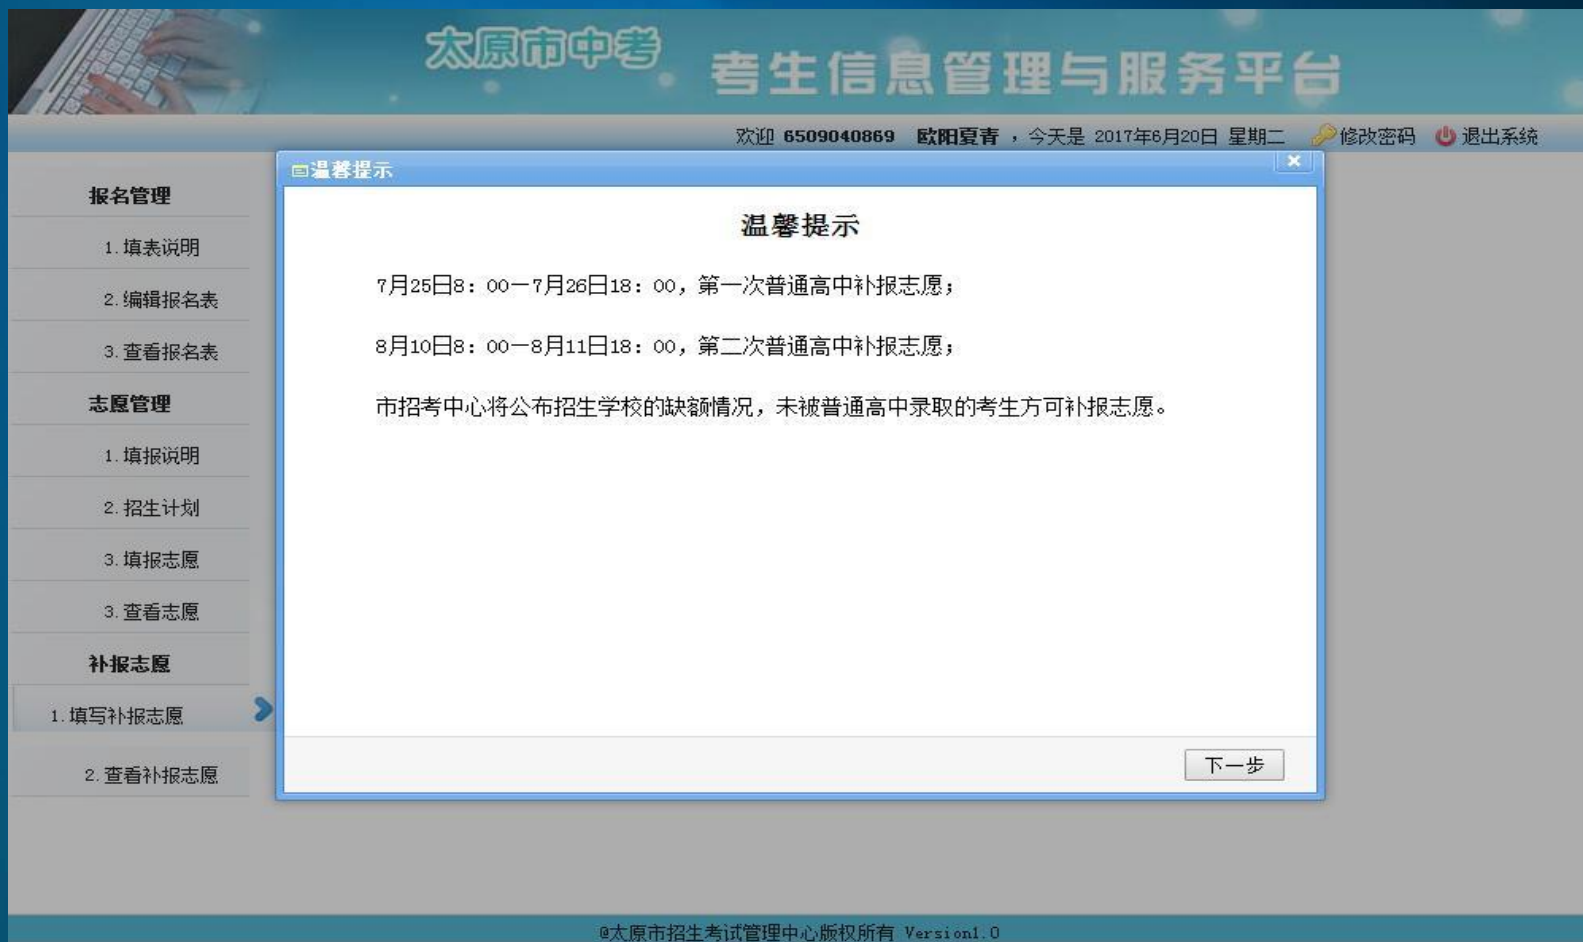 太原市中考 考生信息管理与服务平台
欢迎 6509040869 欧阳夏青 ，今天是 2017年6月20日 星期二 修改密码 退出系统
报名管理
1.填表说明
2.编辑报名表
3.查看报名表
志愿管理
1.填报说明
2.招生计划
3.填报志愿
3.查看志愿
补报志愿
1.填写补报志愿
2.查看补报志愿
温馨提示
温馨提示
7月25日8：00—7月26日18：00，第一次普通高中补报志愿；
8月10日8：00—8月11日18：00，第二次普通高中补报志愿；
市招考中心将公布招生学校的缺额情况，未被普通高中录取的考生方可补报志愿。
下一步
@太原市招生考试管理中心版权所有 Version1.0